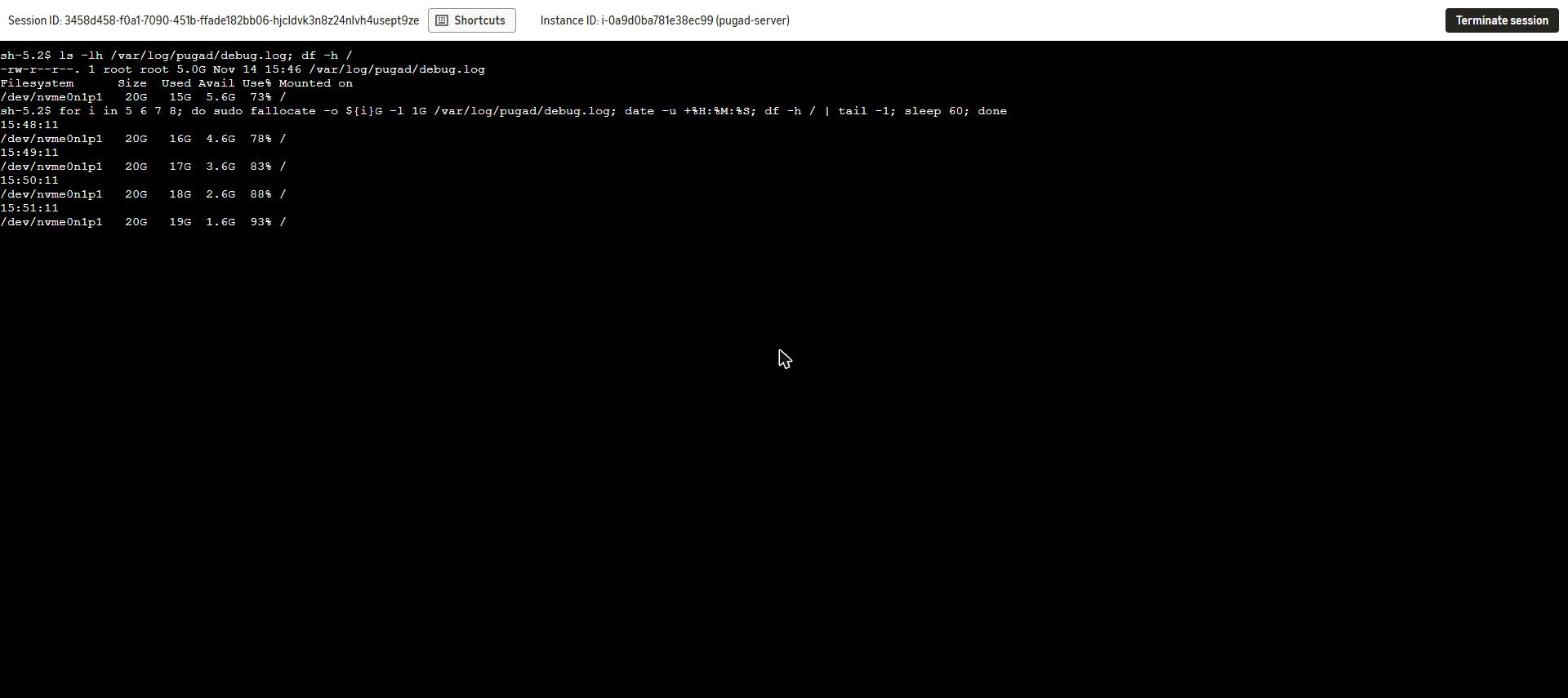 Session ID: 3458d458-f0a1-7090-451b-ffade182bb06-hjcldvk3n8z24nlvh4usept9ze Shortcuts Instance ID: i-0a9d0ba781e38ec99 (pugad-server) Terminate session
sh-5.2$ ls -lh /var/log/pugad/debug.log; df -h /
-rw-r--r--. 1 root root 5.0G Nov 14 15:46 /var/log/pugad/debug.log
Filesystem      Size  Used Avail Use% Mounted on
/dev/nvme0n1p1   20G   15G  5.6G  73% /
sh-5.2$ for i in 5 6 7 8; do sudo fallocate -o ${i}G -l 1G /var/log/pugad/debug.log; date -u +%H:%M:%S; df -h / | tail -1; sleep 60; done
15:48:11
/dev/nvme0n1p1   20G   16G  4.6G  78% /
15:49:11
/dev/nvme0n1p1   20G   17G  3.6G  83% /
15:50:11
/dev/nvme0n1p1   20G   18G  2.6G  88% /
15:51:11
/dev/nvme0n1p1   20G   19G  1.6G  93% /